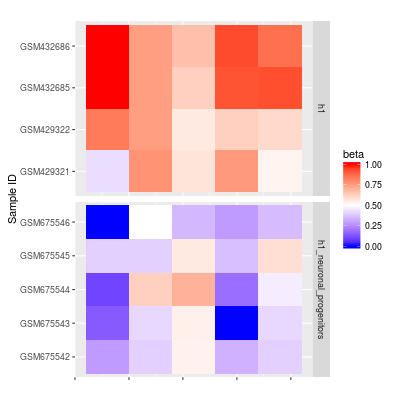 GSM432686
GSM432685
GSM429322
GSM429321
h1
GSM675546
GSM675545
GSM675544
GSM675543
GSM675542
h1_neuronal_progenitors
Sample ID
beta
1.00
0.75
0.50
0.25
0.00